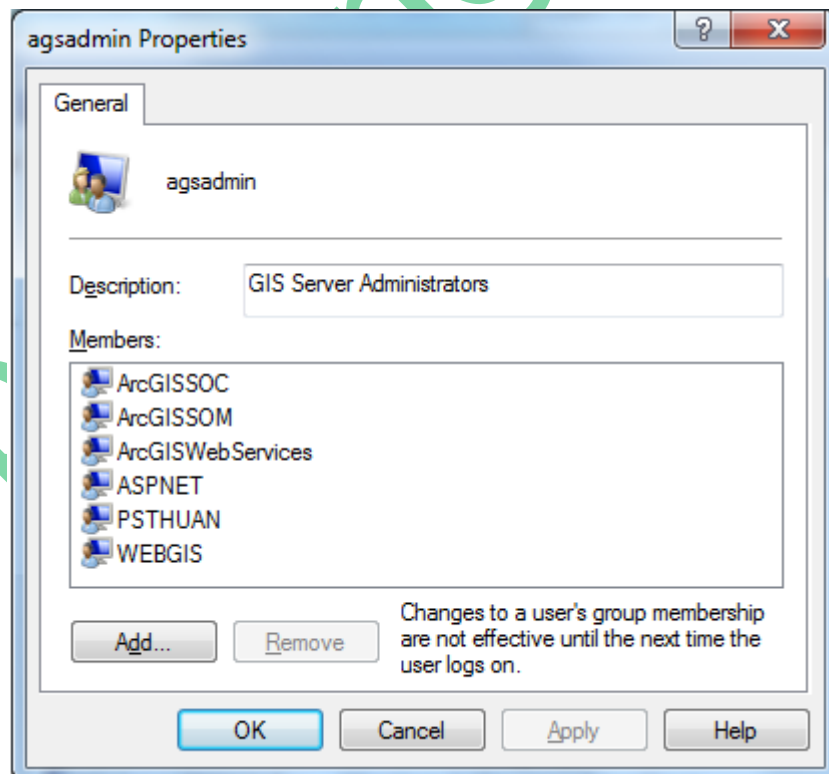 agsadmin Properties
General
agsadmin
Description:
GIS Server Administrators
Members:
ArcGISSOC
ArcGISSOM
ArcGISWebServices
ASPNET
PSTHUAN
WEBGIS
Add...
Remove
Changes to a user's group membership
are not effective until the next time the
user logs on.
OK
Cancel
Apply
Help